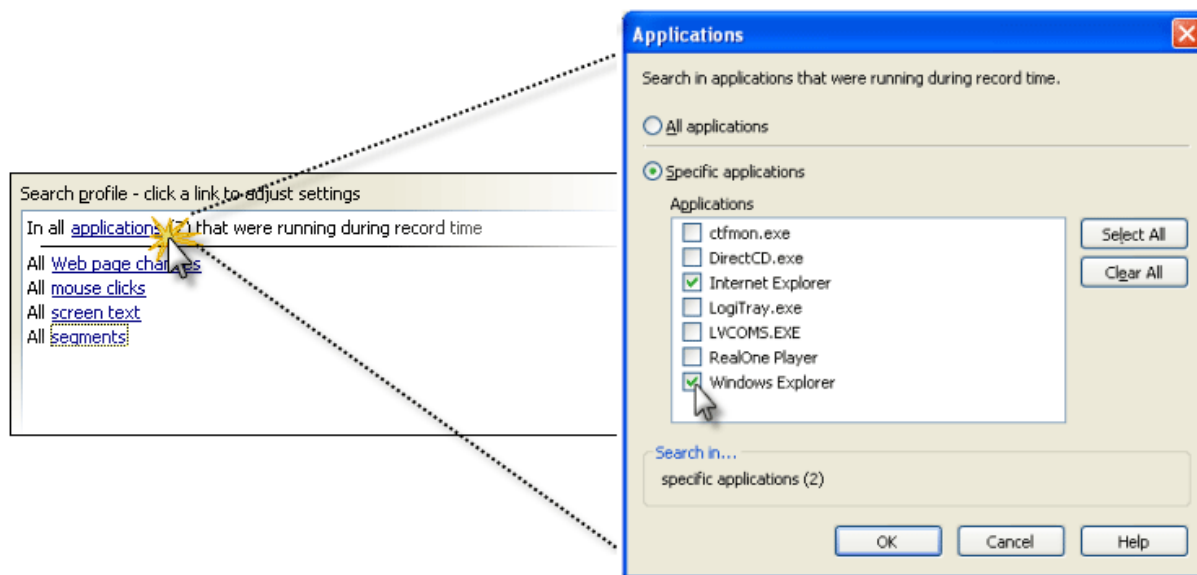 Search profile - click a link to adjust settings
In all applications (7) that were running during record time
All Web page changes
All mouse clicks
All screen text
All segments
Applications
Search in applications that were running during record time.
All applications
Specific applications
Applications
ctfmon.exe
DirectCD.exe
Internet Explorer
LogiTray.exe
LVCOMS.EXE
RealOne Player
Windows Explorer
Select All
Clear All
Search in...
specific applications (2)
OK
Cancel
Help